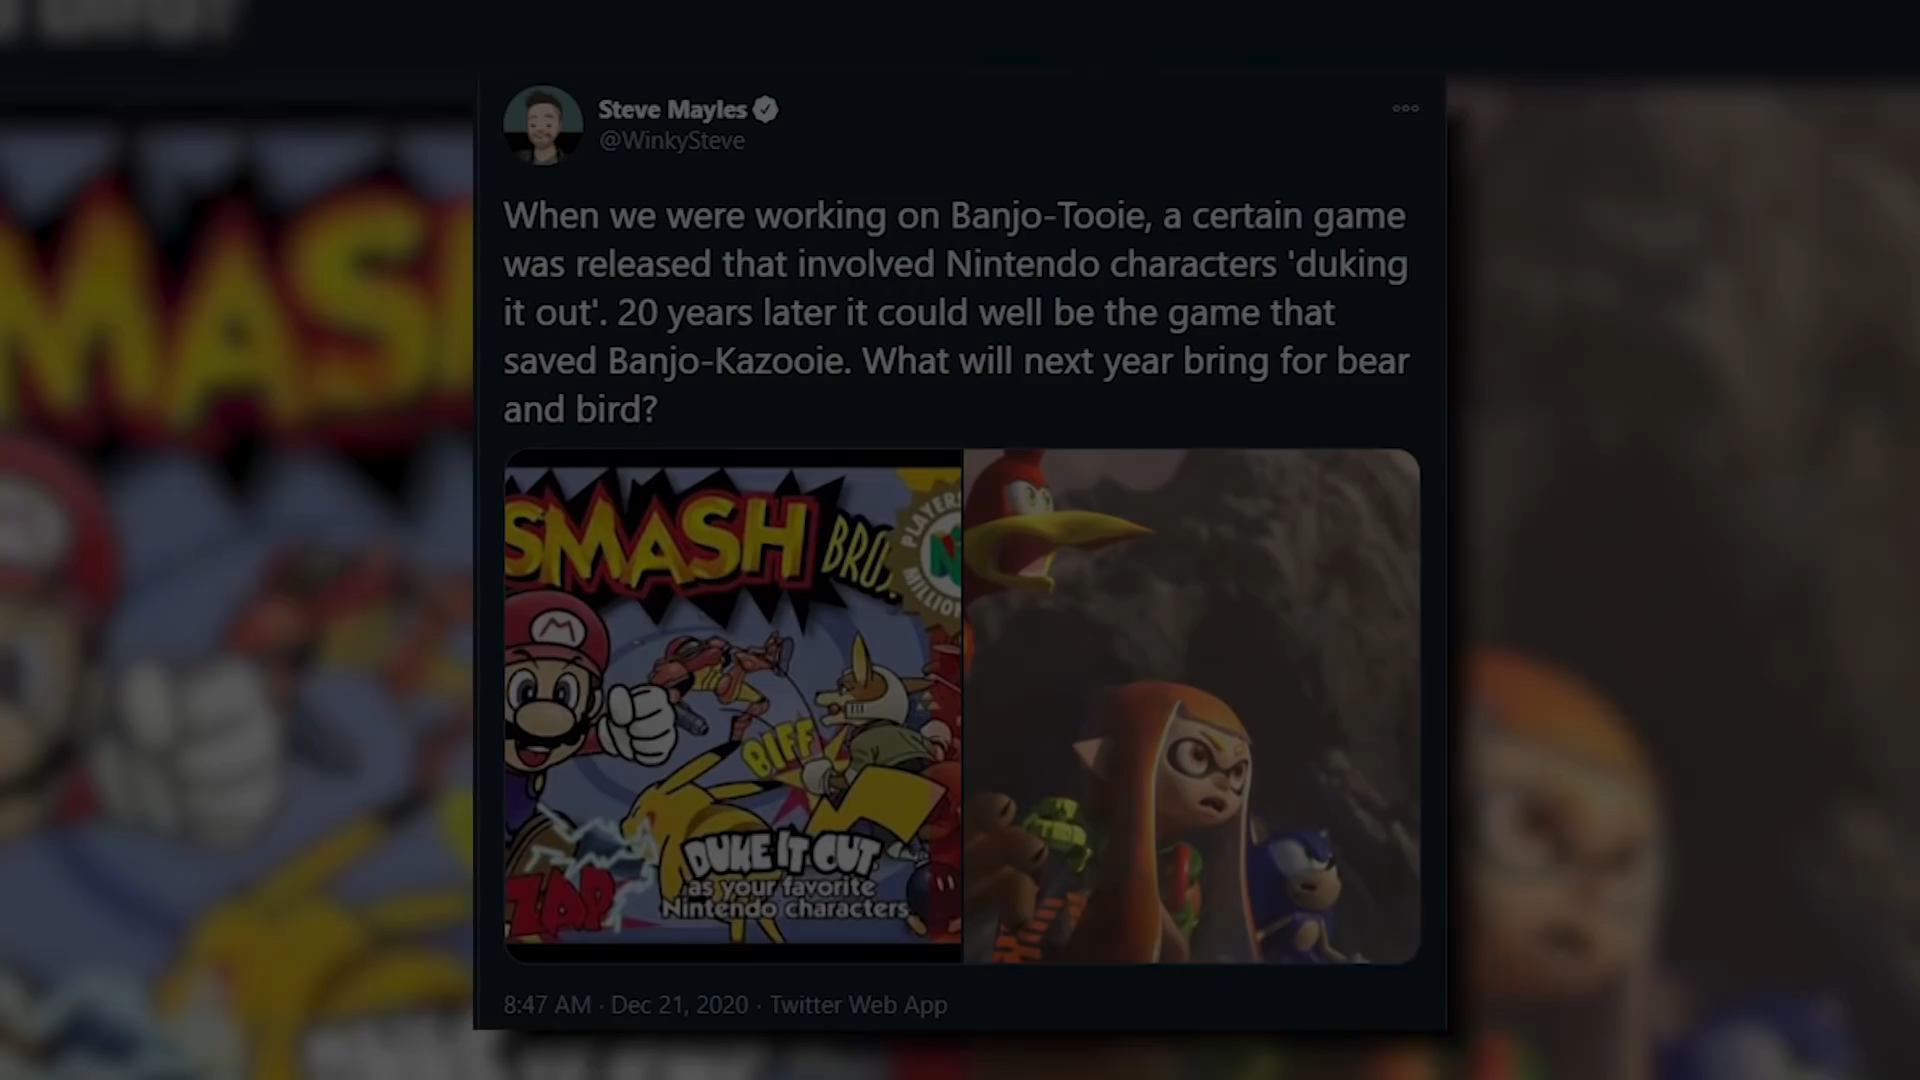 Steve Mayles
@WinkySteve
When we were working on Banjo-Tooie, a certain game
was released that involved Nintendo characters 'duking
it out'. 20 years later it could well be the game that
saved Banjo-Kazooie. What will next year bring for bear
and bird?
SMASH BROS.
PLAYERS
MILLION
BIFF
DUKE IT OUT
as your favorite
Nintendo characters
ZAP
8:47 AM · Dec 21, 2020 · Twitter Web App